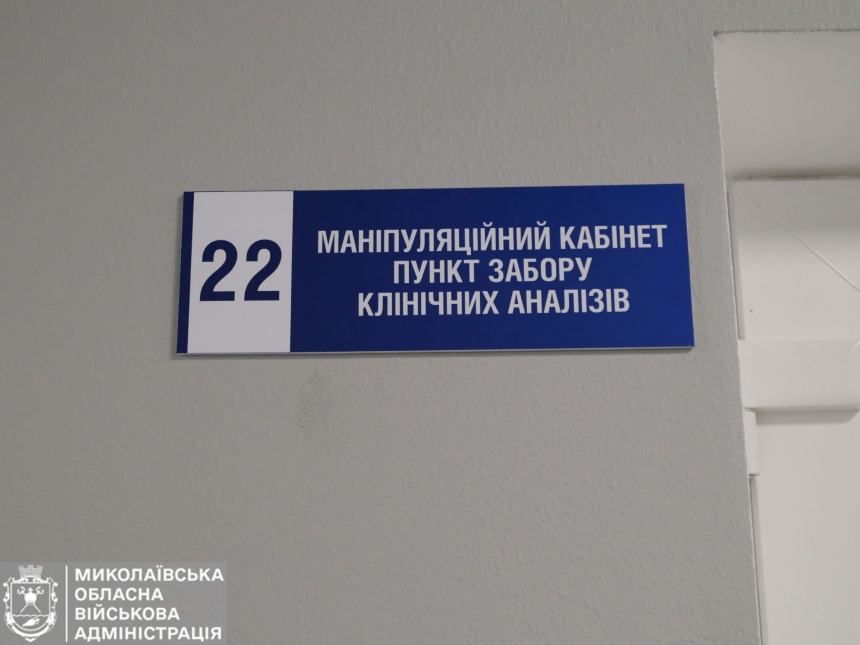 22
МАНІПУЛЯЦІЙНИЙ КАБІНЕТ
ПУНКТ ЗАБОРУ
КЛІНІЧНИХ АНАЛІЗІВ
МИКОЛАЇВСЬКА
ОБЛАСНА
ВІЙСЬКОВА
АДМІНІСТРАЦІЯ